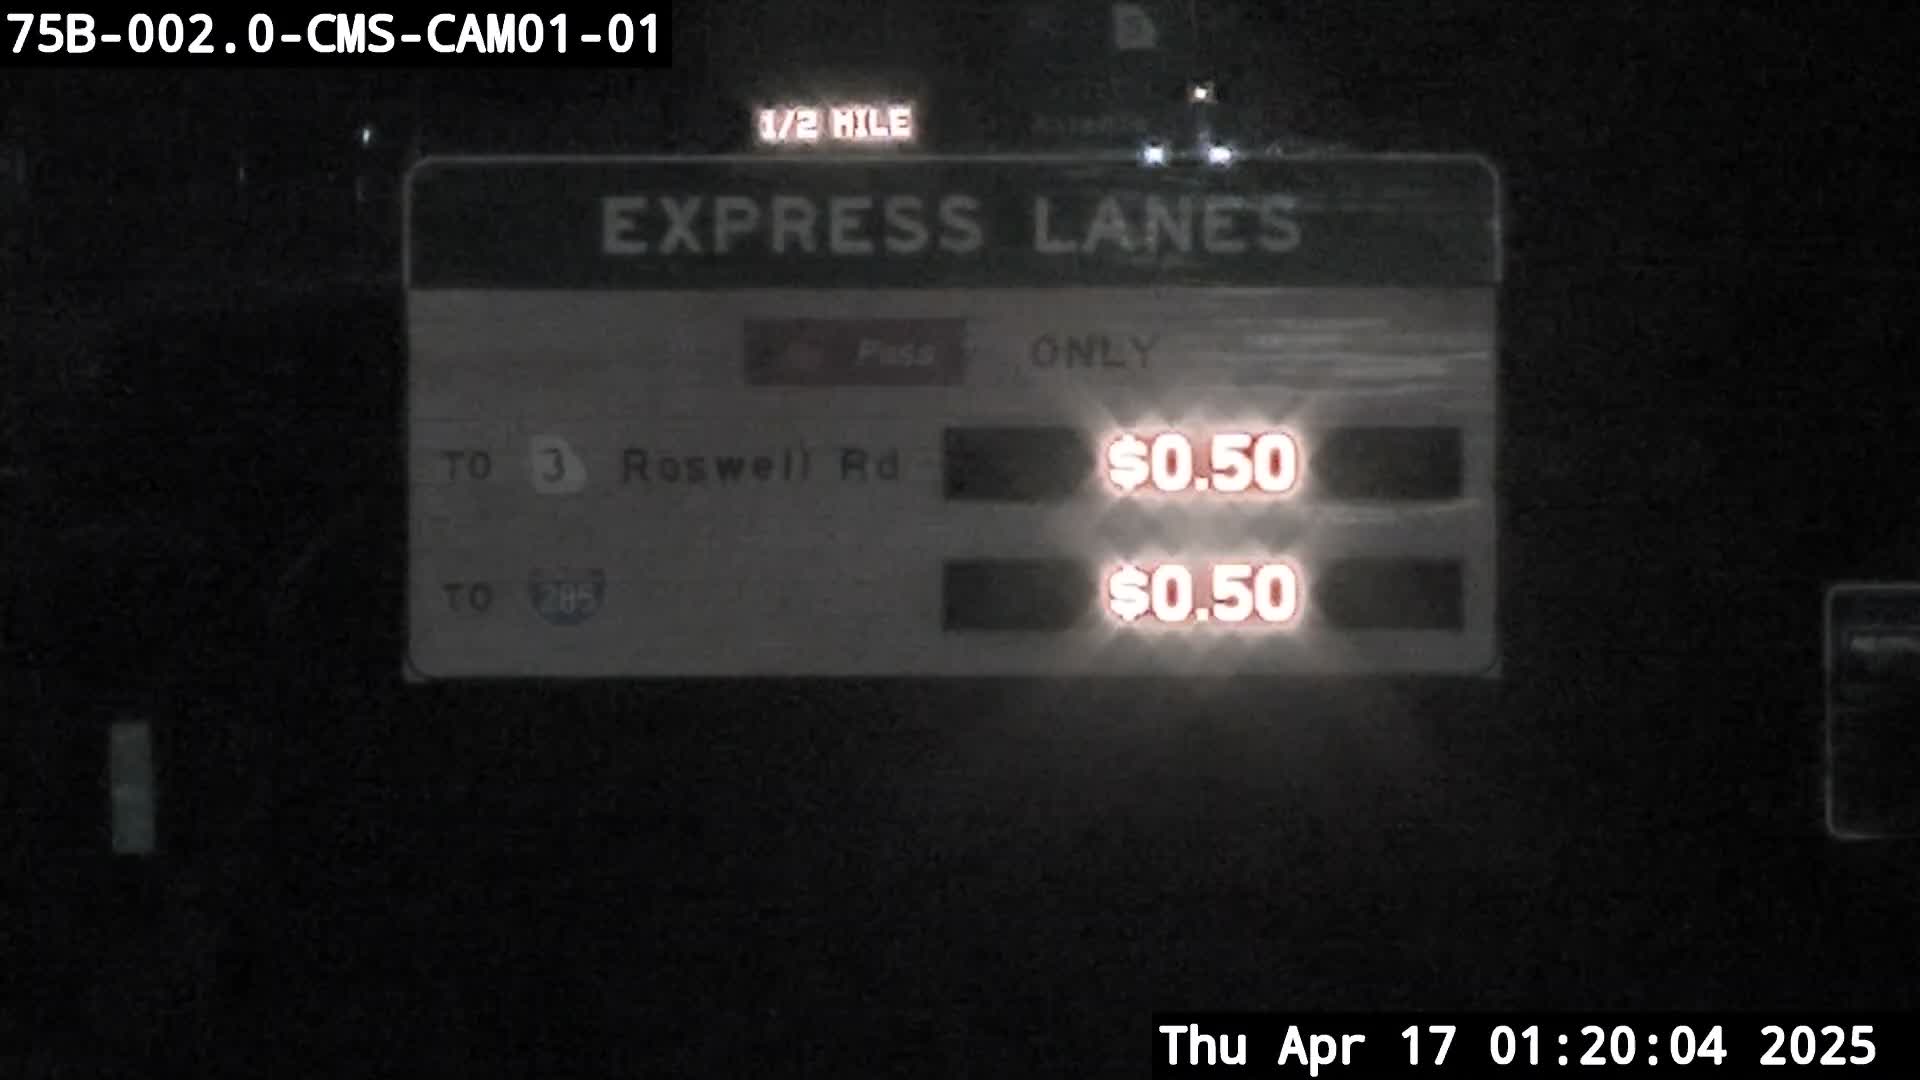 75B-002.0-CMS-CAM01-01
1/2 MILE
EXPRESS LANES
Pass ONLY
TO 3 Roswell Rd $0.50
TO 285 $0.50
Thu Apr 17 01:20:04 2025